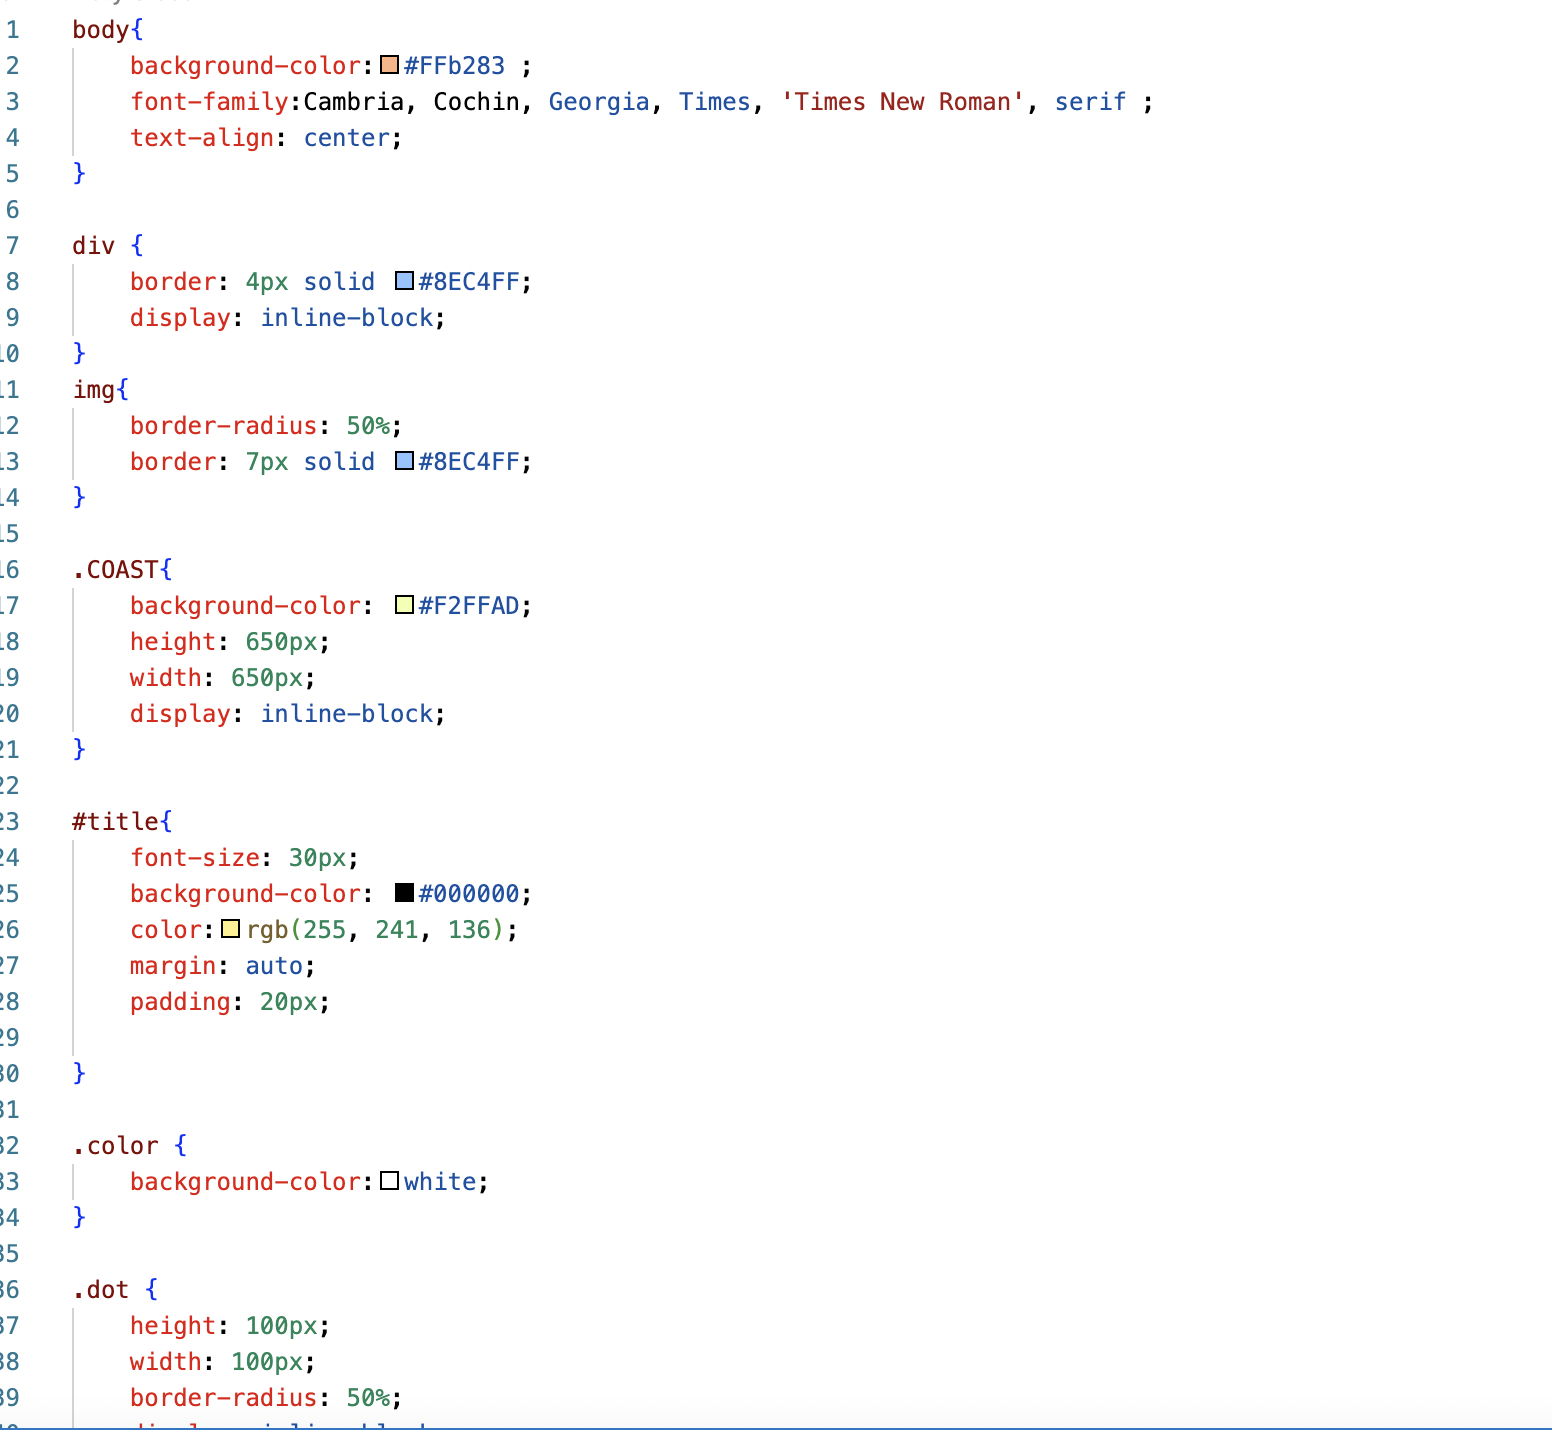 1 body{
2 background-color: #FFb283 ;
3 font-family:Cambria, Cochin, Georgia, Times, 'Times New Roman', serif ;
4 text-align: center;
5 }
6
7 div {
8 border: 4px solid #8EC4FF;
9 display: inline-block;
10 }
11 img{
12 border-radius: 50%;
13 border: 7px solid #8EC4FF;
14 }
15
16 .COAST{
17 background-color: #F2FFAD;
18 height: 650px;
19 width: 650px;
20 display: inline-block;
21 }
22
23 #title{
24 font-size: 30px;
25 background-color: #000000;
26 color: rgb(255, 241, 136);
27 margin: auto;
28 padding: 20px;
29
30 }
31
32 .color {
33 background-color: white;
34 }
35
36 .dot {
37 height: 100px;
38 width: 100px;
39 border-radius: 50%;